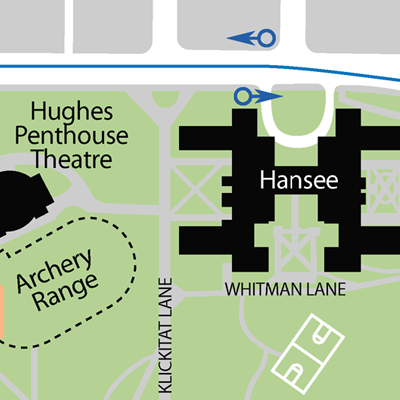 Hughes
Penthouse
Theatre
Hansee
Archery
Range
WHITMAN LANE
KLICKITAT LANE